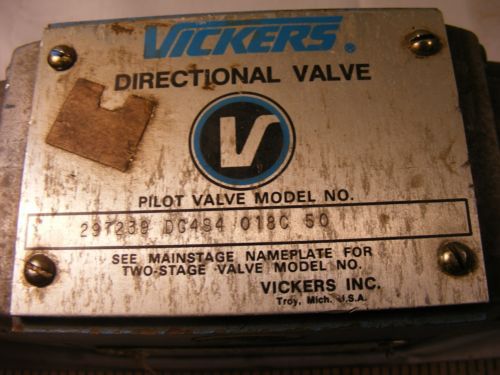 VICKERS®
DIRECTIONAL VALVE
V
PILOT VALVE MODEL NO.
297239 DG4S4 018C 50
SEE MAINSTAGE NAMEPLATE FOR
TWO-STAGE VALVE MODEL NO.
VICKERS INC.
Troy, Mich. U.S.A.